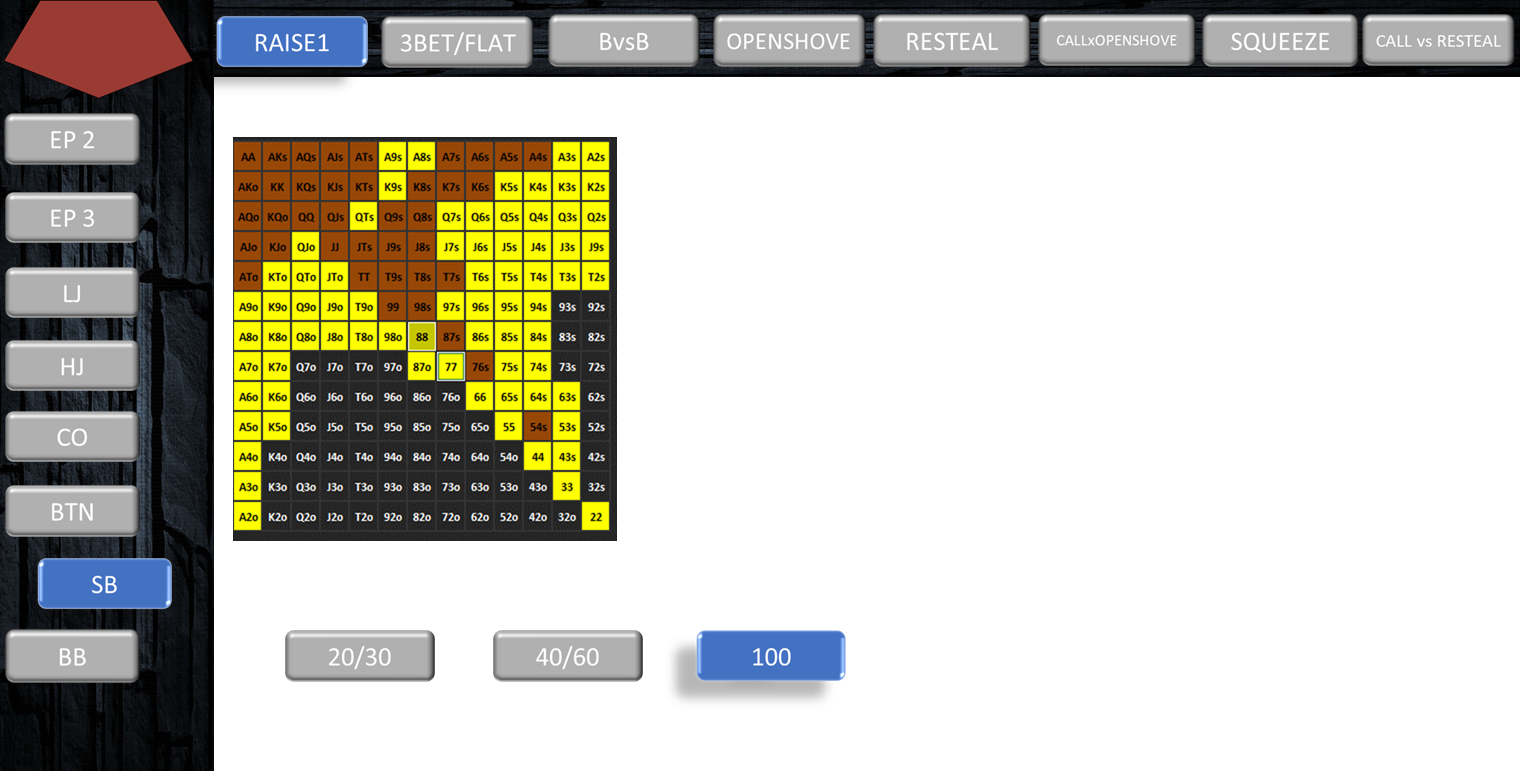 RAISE1 3BET/FLAT BvsB OPENSHOVE RESTEAL CALLxOPENSHOVE SQUEEZE CALL vs RESTEAL
EP 2
EP 3
LJ
HJ
CO
BTN
SB
BB
AA AKs AQs AJs ATs A9s A8s A7s A6s A5s A4s A3s A2s
AKo KK KQs KJs KTs K9s K8s K7s K6s K5s K4s K3s K2s
AQo KQo QQ QJs QTs Q9s Q8s Q7s Q6s Q5s Q4s Q3s Q2s
AJo KJo QJo JJ JTs J9s J8s J7s J6s J5s J4s J3s J9s
ATo KTo QTo JTo TT T9s T8s T7s T6s T5s T4s T3s T2s
A9o K9o Q9o J9o T9o 99 98s 97s 96s 95s 94s 93s 92s
A8o K8o Q8o J8o T8o 98o 88 87s 86s 85s 84s 83s 82s
A7o K7o Q7o J7o T7o 97o 87o 77 76s 75s 74s 73s 72s
A6o K6o Q6o J6o T6o 96o 86o 76o 66 65s 64s 63s 62s
A5o K5o Q5o J5o T5o 95o 85o 75o 65o 55 54s 53s 52s
A4o K4o Q4o J4o T4o 94o 84o 74o 64o 54o 44 43s 42s
A3o K3o Q3o J3o T3o 93o 83o 73o 63o 53o 43o 33 32s
A2o K2o Q2o J2o T2o 92o 82o 72o 62o 52o 42o 32o 22
20/30 40/60 100